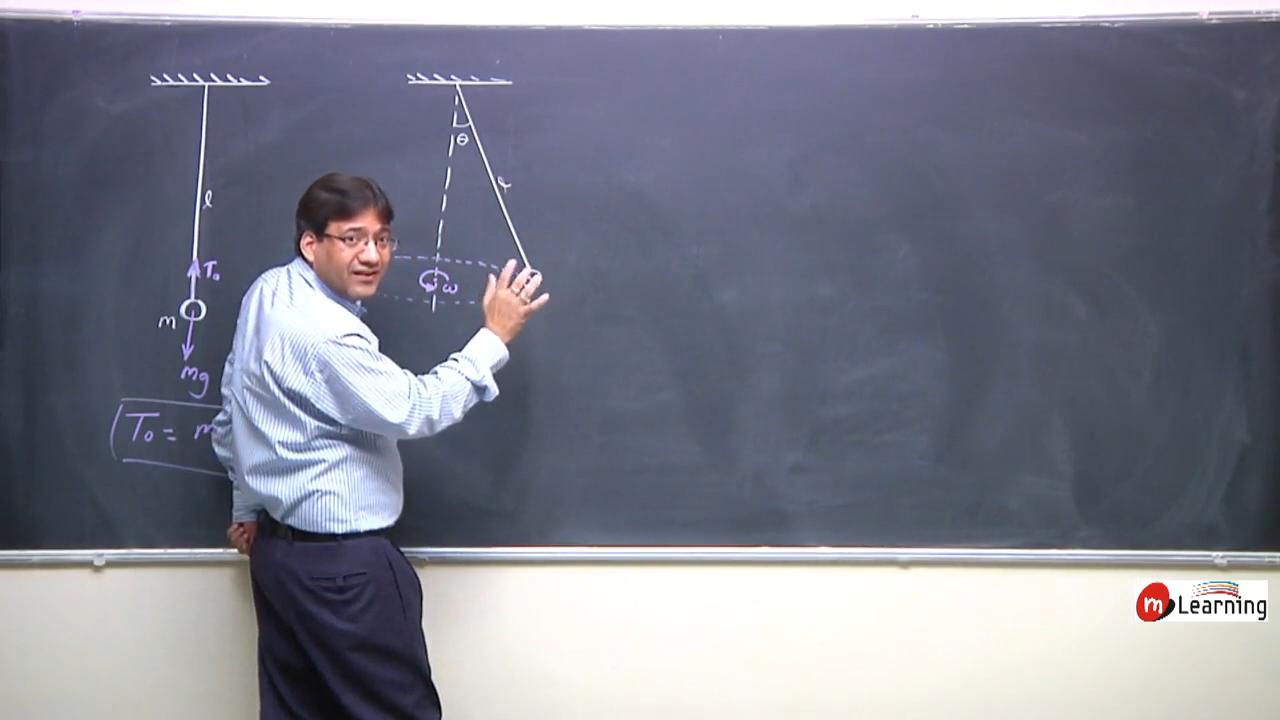 l
T₀
m
mg
T₀ = m
θ
l
ω
m Learning